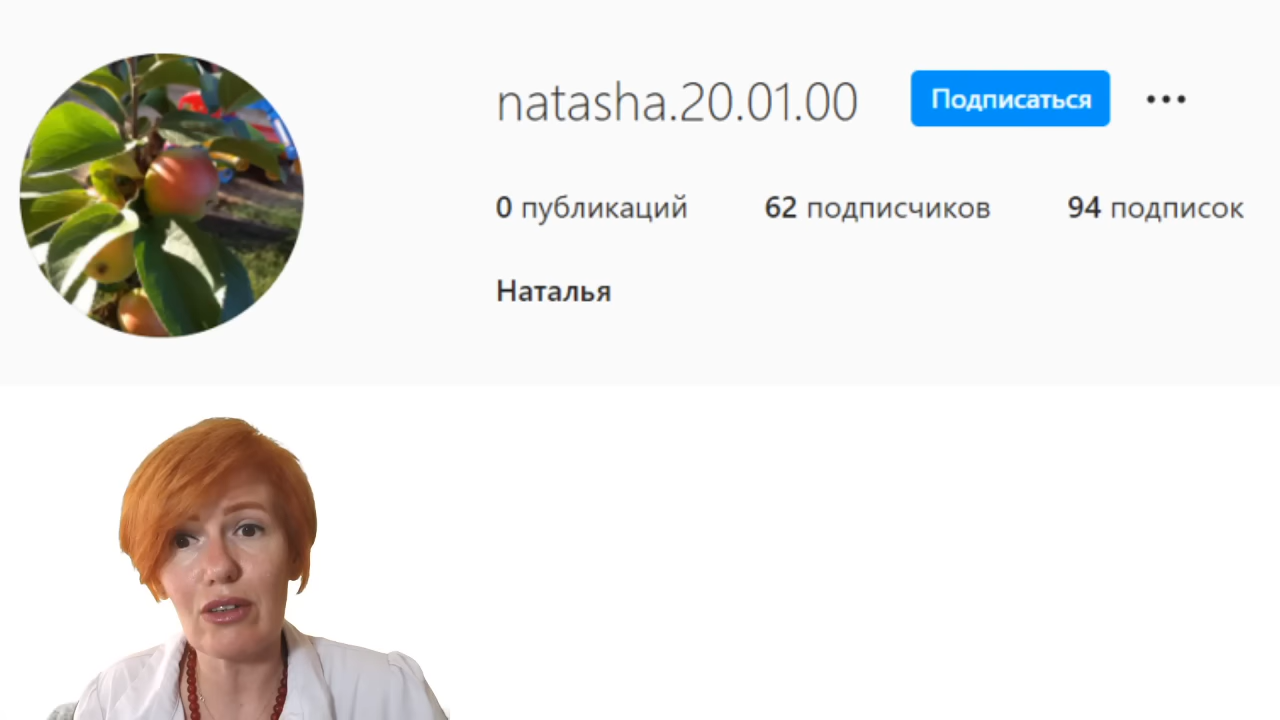 natasha.20.01.00 Подписаться
0 публикаций 62 подписчиков 94 подписок
Наталья